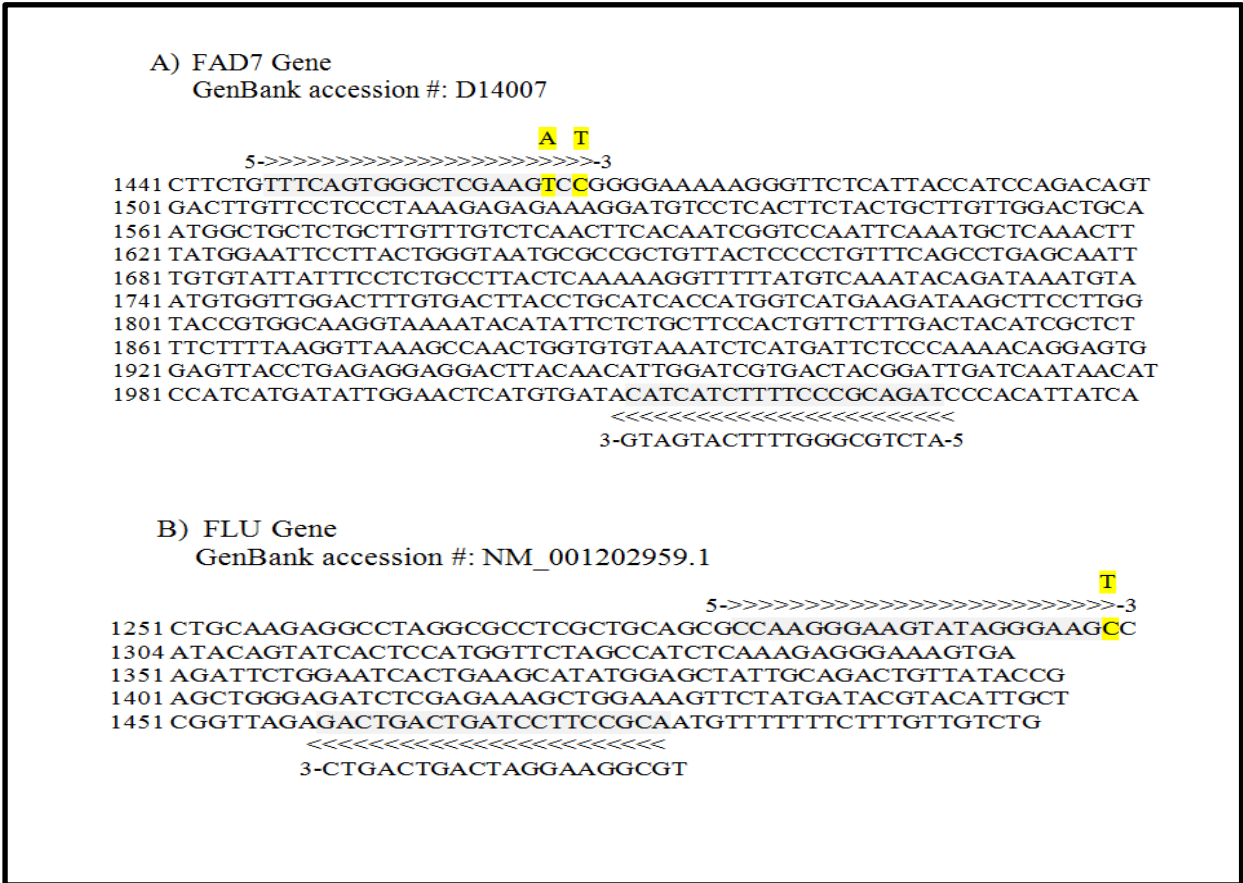 A) FAD7 Gene
GenBank accession #: D14007
A T
5->>>>>>>>>>>>>>>>>>>>>>>>-3
1441 CTTCTGTTTCAGTGGGCTCGAAGTCCGGGGAAAAAGGGTTCTCATTACCATCCAGACAGT
1501 GACTTGTTCCTCCCTAAAGAGAGAAAGGATGTCCTCACTTCTACTGCTTGTTGGACTGCA
1561 ATGGCTGCTCTGCTTGTTTGTCTCAACTTCACAATCGGTCCAATTCAAATGCTCAAACTT
1621 TATGGAATTCCTTACTGGGTAATGCGCCGCTGTTACTCCCCTGTTTCAGCCTGAGCAATT
1681 TGTGTATTATTTCCTCTGCCTTACTCAAAAAGGTTTTTATGTCAAATACAGATAAATGTA
1741 ATGTGGTTGGACTTTGTGACTTACCTGCATCACCATGGTCATGAAGATAAGCTTCCTTGG
1801 TACCGTGGCAAGGTAAAATACATATTCTCTGCTTCCACTGTTCTTTGACTACATCGCTCT
1861 TTCTTTTAAGGTTAAAGCCAACTGGTGTGTAAATCTCATGATTCTCCCAAAACAGGAGTG
1921 GAGTTACCTGAGAGGAGGACTTACAACATTGGATCGTGACTACGGATTGATCAATAACAT
1981 CCATCATGATATTGGAACTCATGTGATACATCATCTTTTCCCGCAGATCCCACATTATCA
<<<<<<<<<<<<<<<<<<<<<<<<<
3-GTAGTACTTTTGGGCGTCTA-5
B) FLU Gene
GenBank accession #: NM_001202959.1
T
5->>>>>>>>>>>>>>>>>>>>>>>>>>>-3
1251 CTGCAAGAGGCCTAGGCGCCTCGCTGCAGCGCCAAGGGAAGTATAGGGAAGCC
1304 ATACAGTATCACTCCATGGTTCTAGCCATCTCAAAGAGGGAAAGTGA
1351 AGATTCTGGAATCACTGAAGCATATGGAGCTATTGCAGACTGTTATACCG
1401 AGCTGGGAGATCTCGAGAAAGCTGGAAAGTTCTATGATACGTACATTGCT
1451 CGGTTAGAGACTGACTGATCCTTCCGCAATGTTTTTTTCTTTGTTGTCTG
<<<<<<<<<<<<<<<<<<<<<<<<<
3-CTGACTGACTAGGAAGGCGT